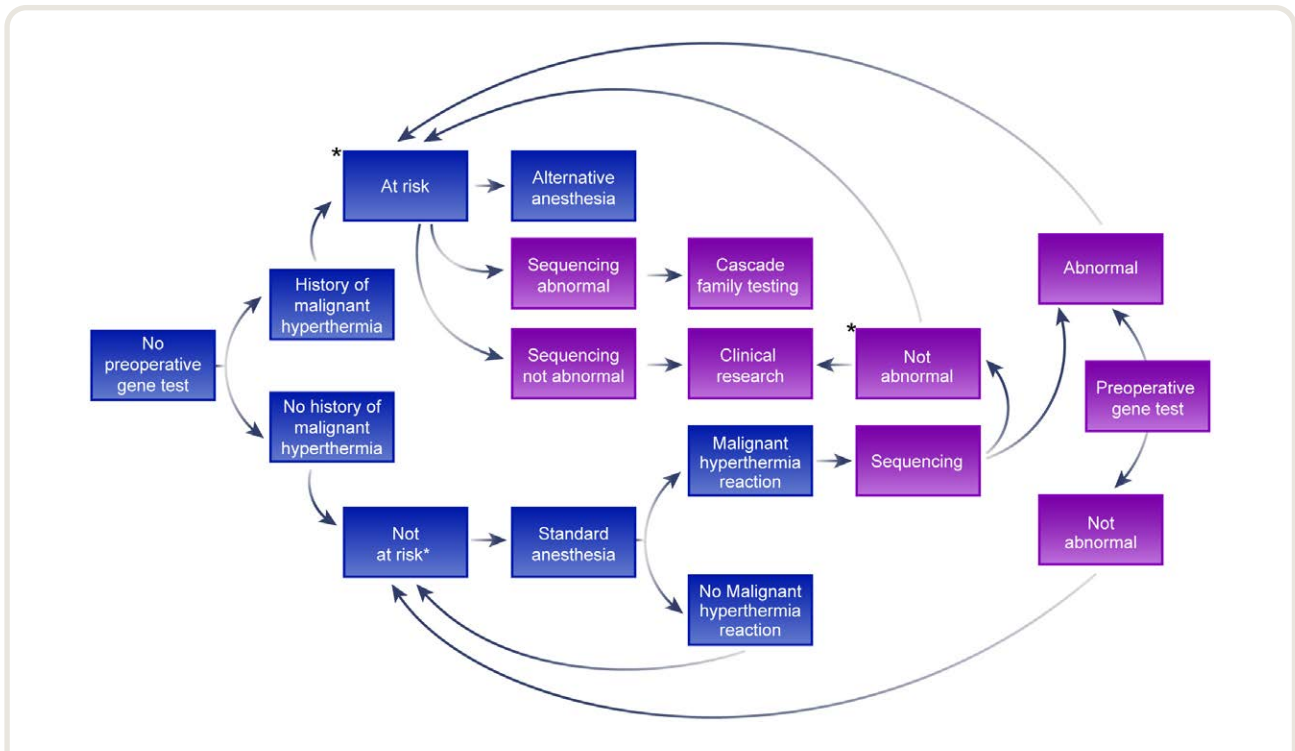 *
At risk
Alternative
anesthesia
Sequencing
abnormal
Cascade
family testing
Abnormal
History of
malignant
hyperthermia
No
preoperative
gene test
Sequencing
not abnormal
Clinical
research
*
Not
abnormal
Preoperative
gene test
No history of
malignant
hyperthermia
Malignant
hyperthermia
reaction
Sequencing
Not
at risk*
Standard
anesthesia
Not
abnormal
No Malignant
hyperthermia
reaction